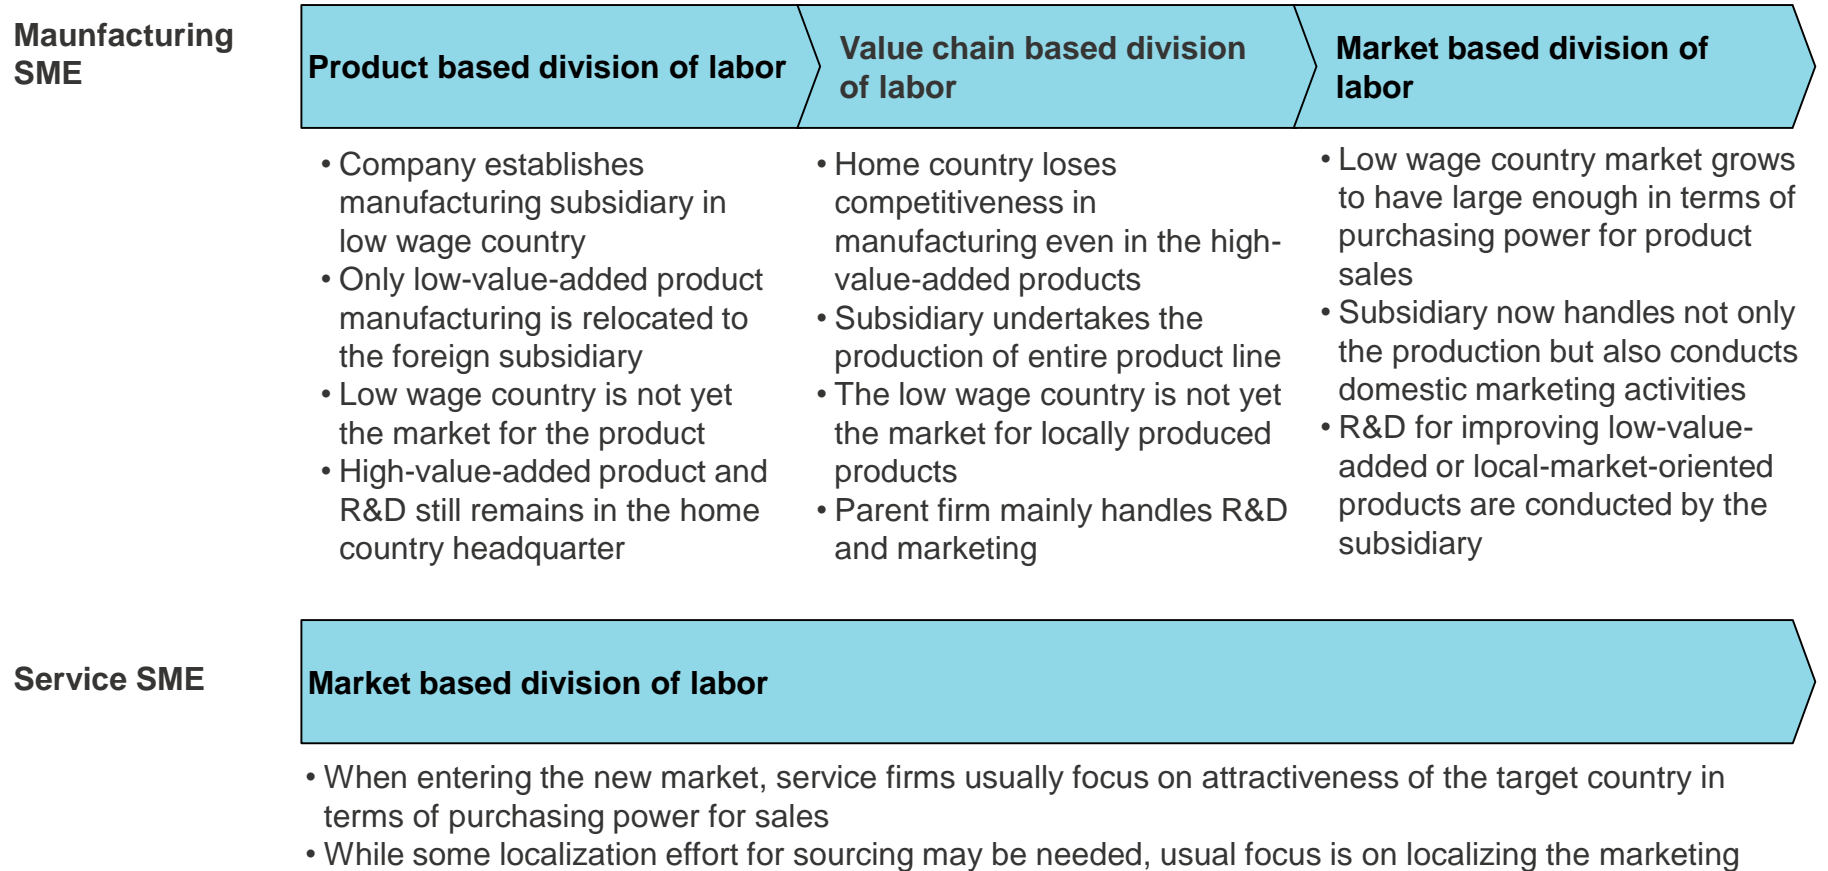 Maunfacturing
SME
Product based division of labor
Value chain based division
of labor
Market based division of
labor
• Company establishes
manufacturing subsidiary in
low wage country
• Only low-value-added product
manufacturing is relocated to
the foreign subsidiary
• Low wage country is not yet
the market for the product
• High-value-added product and
R&D still remains in the home
country headquarter
• Home country loses
competitiveness in
manufacturing even in the high-
value-added products
• Subsidiary undertakes the
production of entire product line
• The low wage country is not yet
the market for locally produced
products
• Parent firm mainly handles R&D
and marketing
• Low wage country market grows
to have large enough in terms of
purchasing power for product
sales
• Subsidiary now handles not only
the production but also conducts
domestic marketing activities
• R&D for improving low-value-
added or local-market-oriented
products are conducted by the
subsidiary
Service SME
Market based division of labor
• When entering the new market, service firms usually focus on attractiveness of the target country in
terms of purchasing power for sales
• While some localization effort for sourcing may be needed, usual focus is on localizing the marketing